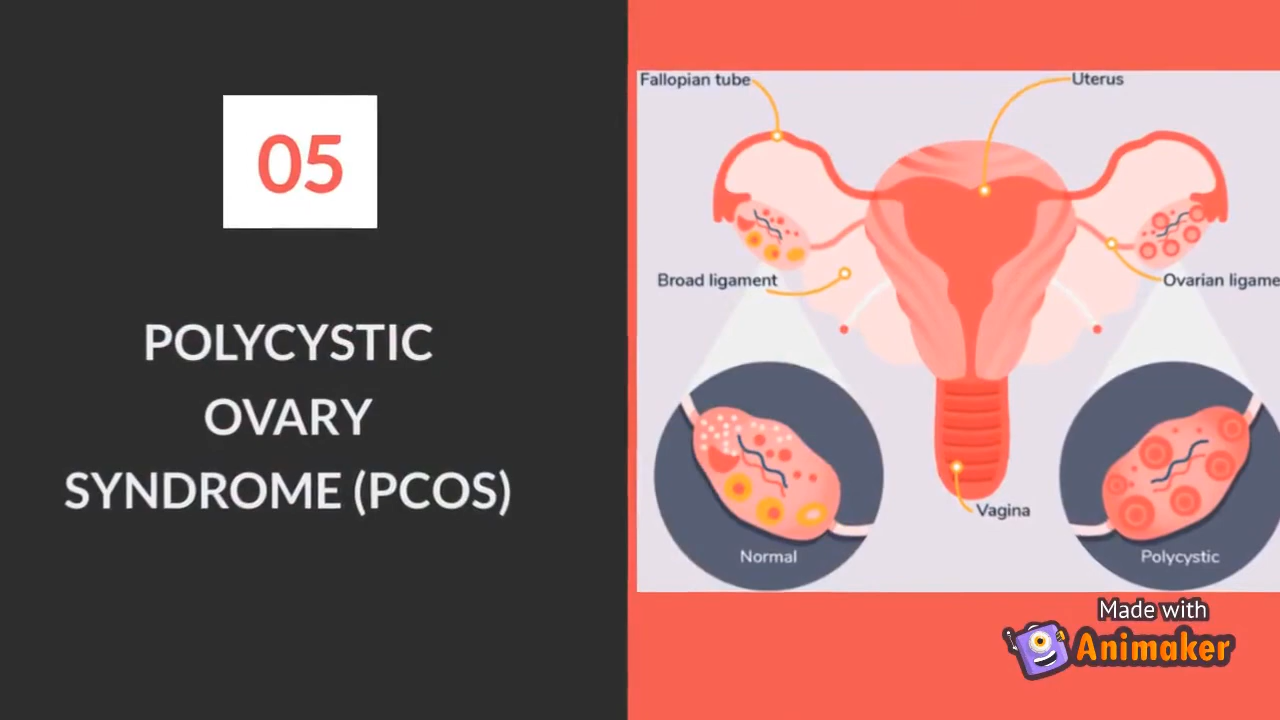 05
POLYCYSTIC
OVARY
SYNDROME (PCOS)
Fallopian tube
Uterus
Broad ligament
Ovarian ligame
Vagina
Normal
Polycystic
Made with
Animaker